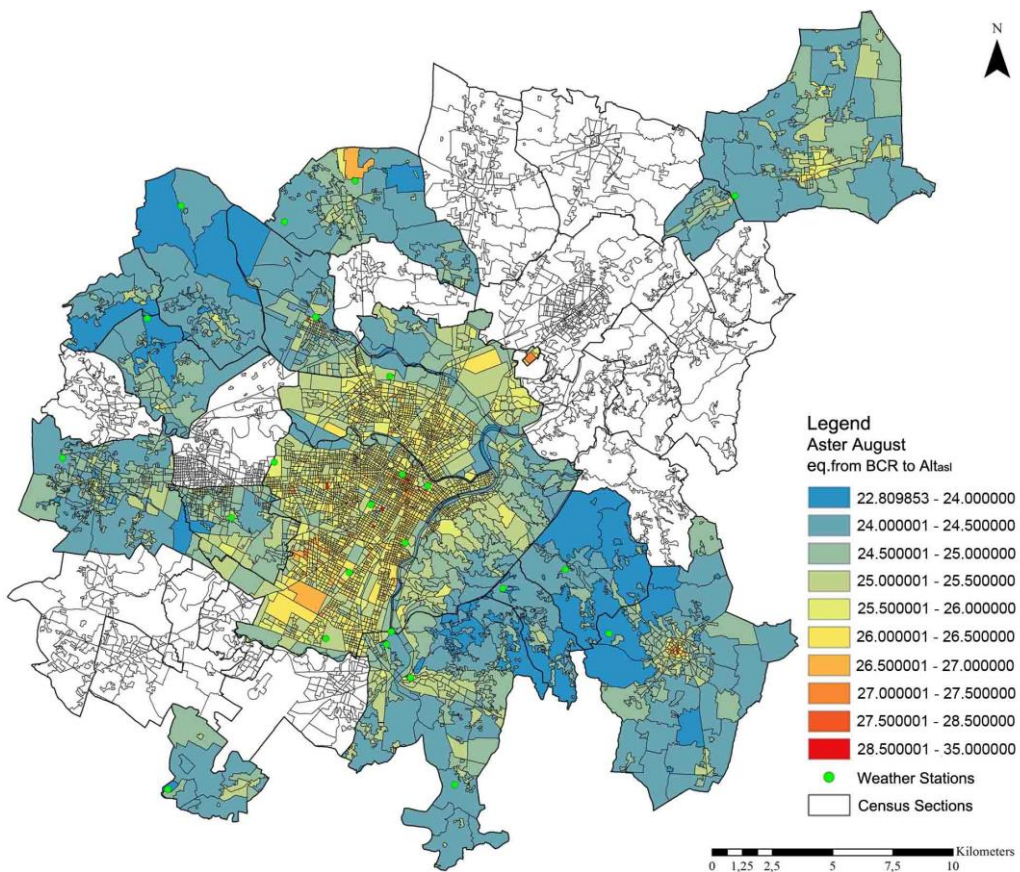 N
Legend
Aster August
eq.from BCR to Altasl
22.809853 - 24.000000
24.000001 - 24.500000
24.500001 - 25.000000
25.000001 - 25.500000
25.500001 - 26.000000
26.000001 - 26.500000
26.500001 - 27.000000
27.000001 - 27.500000
27.500001 - 28.500000
28.500001 - 35.000000
Weather Stations
Census Sections
Kilometers
0 1,25 2,5 5 7,5 10